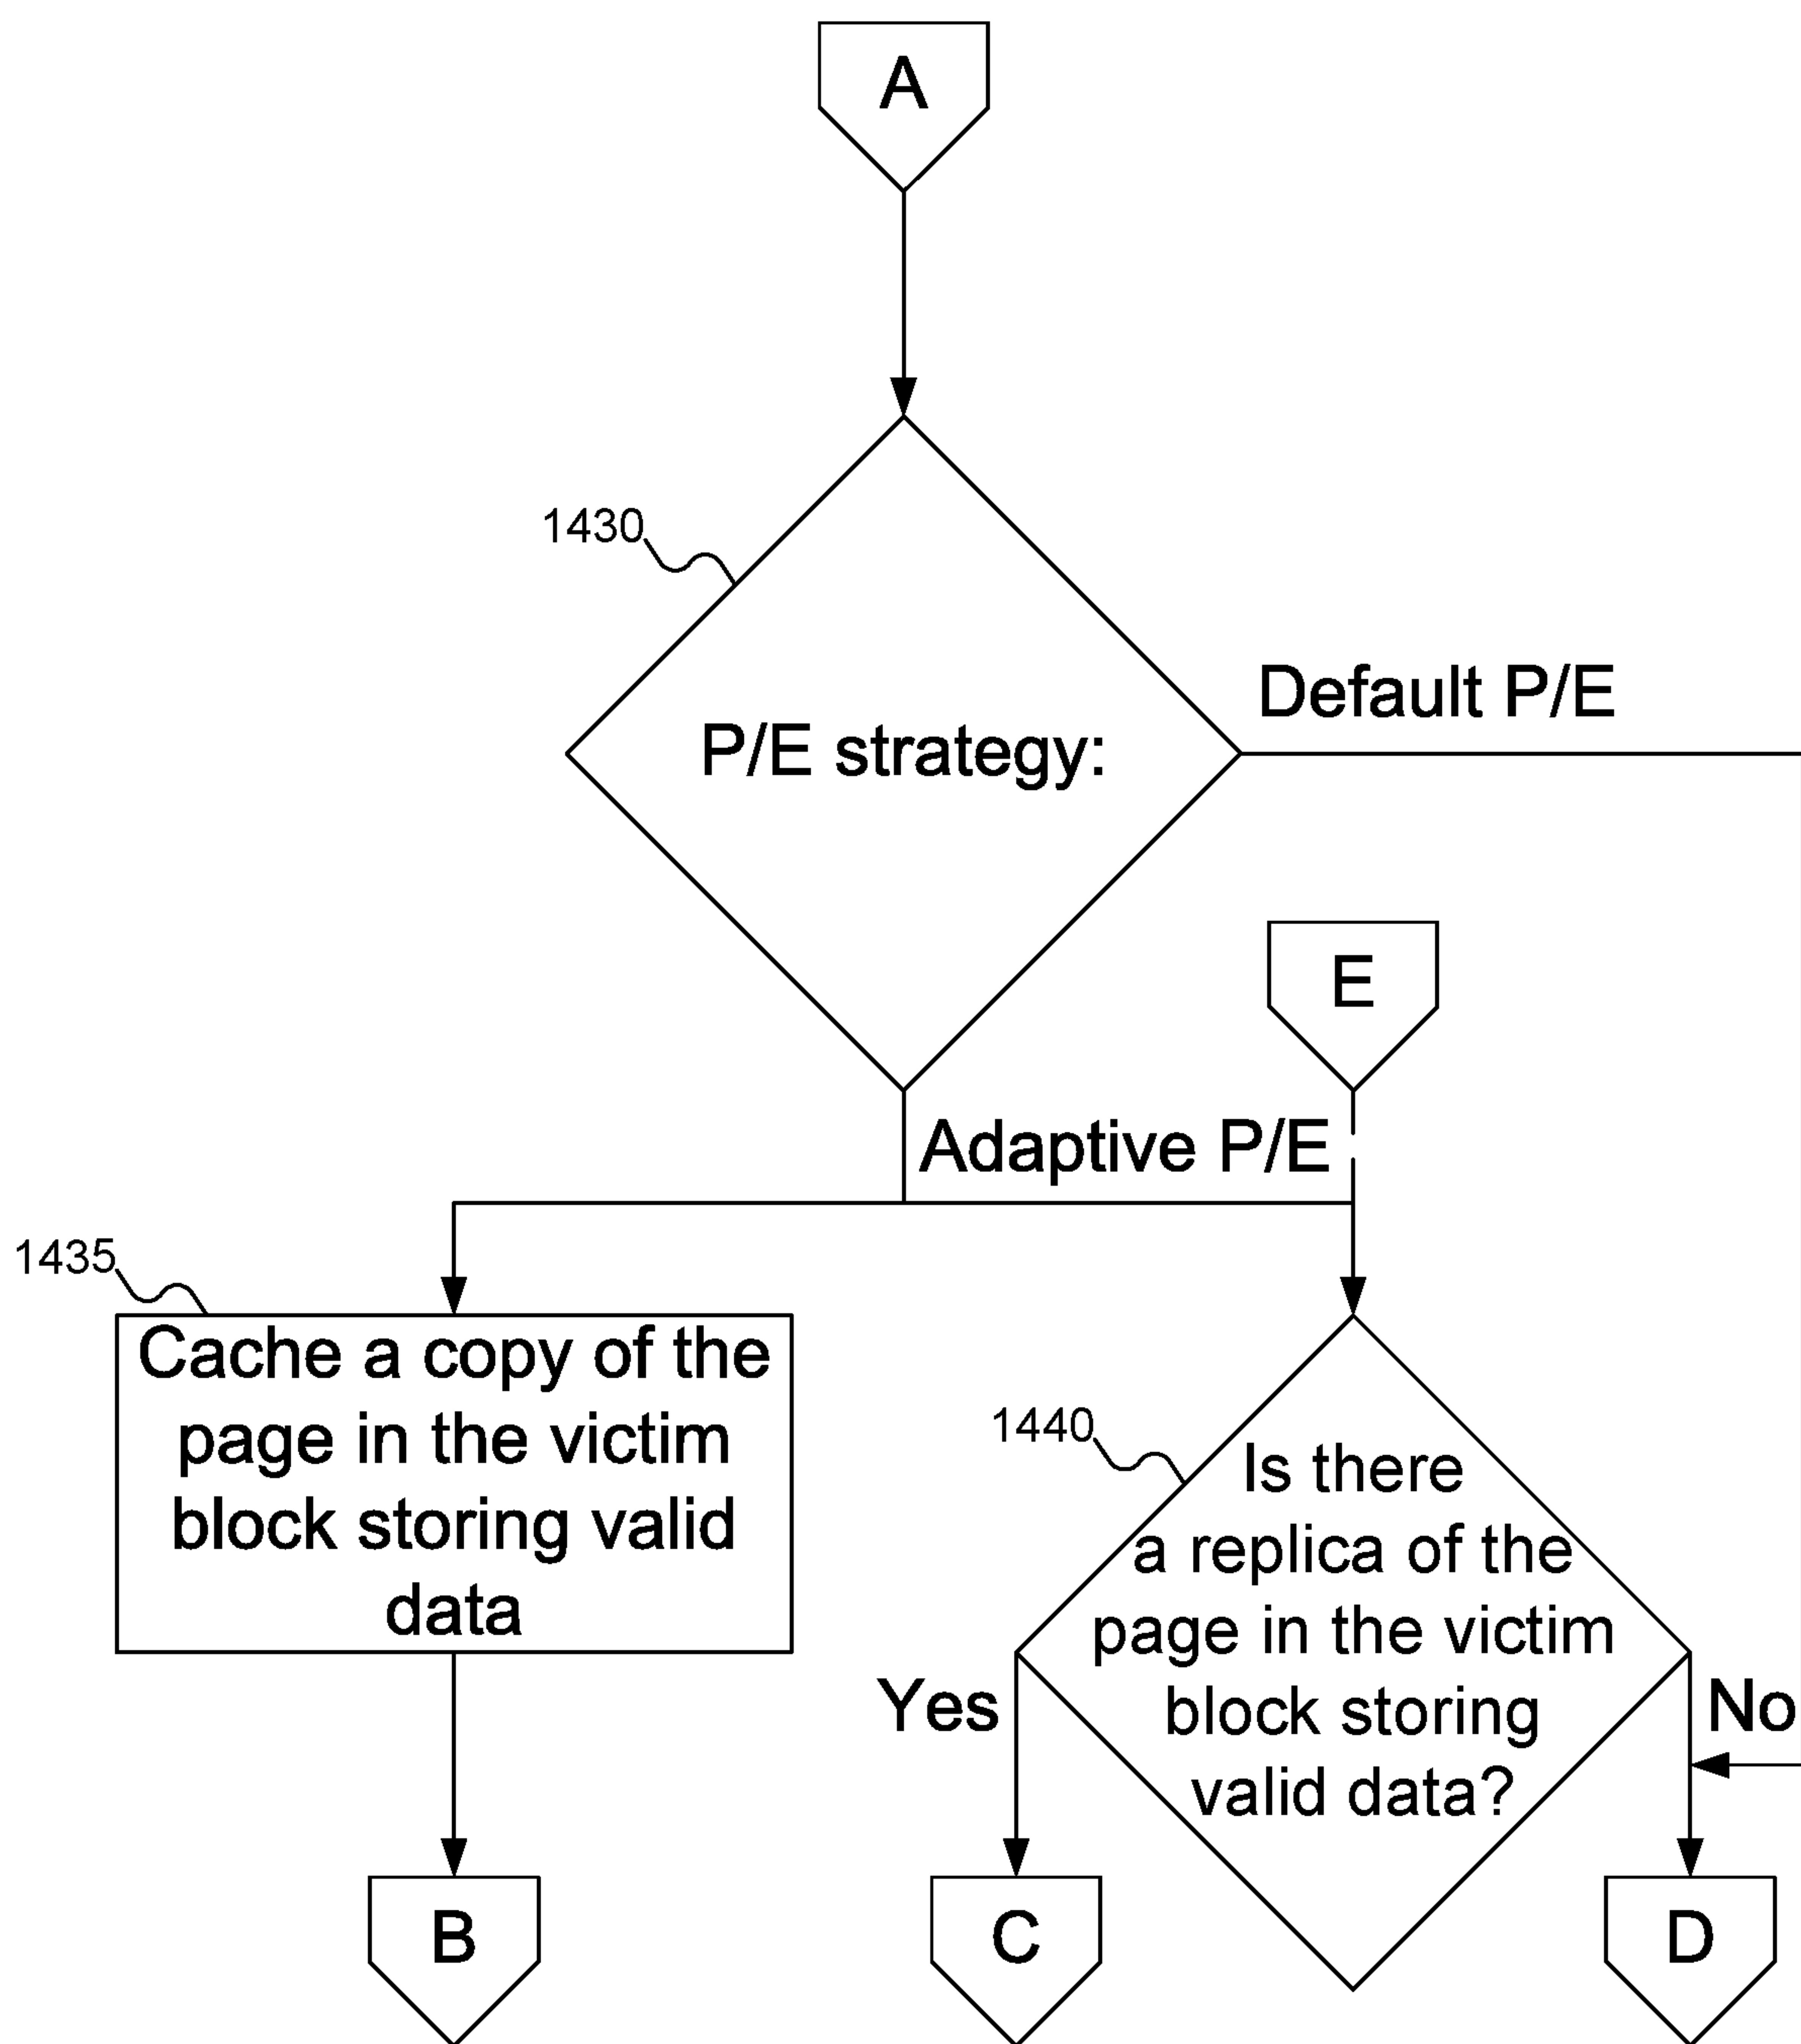 A
1430
P/E strategy:
Default P/E
E
Adaptive P/E
1435
Cache a copy of the
page in the victim
block storing valid
data
1440
Is there
a replica of the
page in the victim
block storing
valid data?
Yes
No
B
C
D